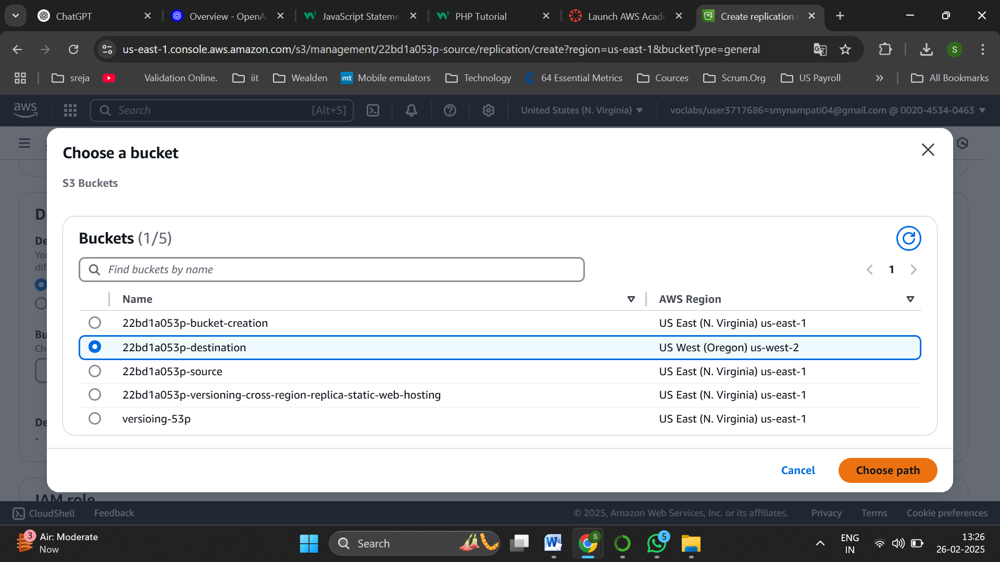 ChatGPT
Overview - OpenAI
JavaScript Stateme
PHP Tutorial
Launch AWS Acade
Create replication
us-east-1.console.aws.amazon.com/s3/management/22bd1a053p-source/replication/create?region=us-east-1&bucketType=general
S
sreja
Validation Online.
iit
Wealden
mt Mobile emulators
Technology
64 Essential Metrics
Cources
Scrum.Org
US Payroll
All Bookmarks
aws
Search
[Alt+S]
United States (N. Virginia)
voclabs/user3717686=smynampati04@gmail.com @ 0020-4534-0463
Choose a bucket
S3 Buckets
Buckets (1/5)
Find buckets by name
1
Name
AWS Region
22bd1a053p-bucket-creation
US East (N. Virginia) us-east-1
22bd1a053p-destination
US West (Oregon) us-west-2
22bd1a053p-source
US East (N. Virginia) us-east-1
22bd1a053p-versioning-cross-region-replica-static-web-hosting
US East (N. Virginia) us-east-1
versioing-53p
US East (N. Virginia) us-east-1
Cancel
Choose path
IAM role
CloudShell
Feedback
© 2025, Amazon Web Services, Inc. or its affiliates.
Privacy
Terms
Cookie preferences
3
Air: Moderate
Now
Search
S
5
ENG
IN
13:26
26-02-2025